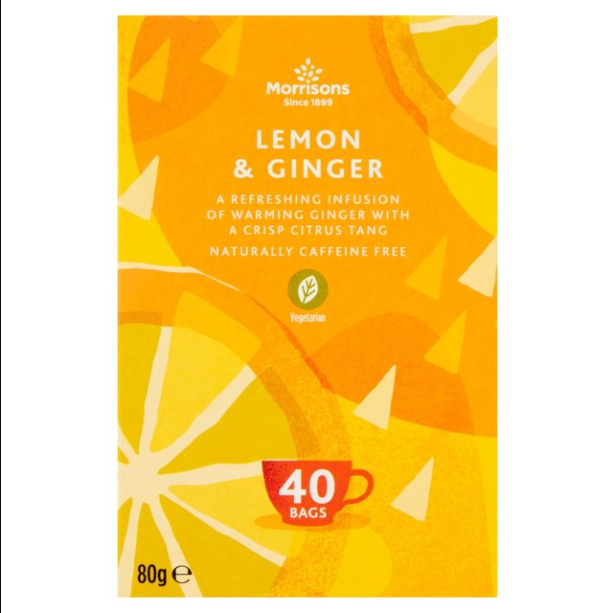 Morrisons
Since 1899
LEMON
& GINGER
A REFRESHING INFUSION
OF WARMING GINGER WITH
A CRISP CITRUS TANG
NATURALLY CAFFEINE FREE
Vegetarian
40
BAGS
80g ℮